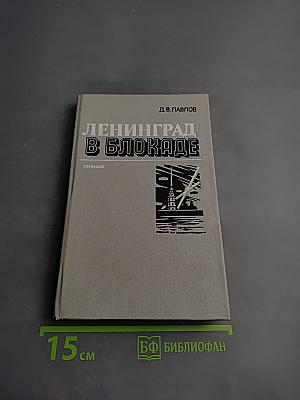 Д.В.ПАВЛОВ
ЛЕНИНГРАД
В БЛОКАДЕ
ЛЕНИЗДАТ
15 см
БФ БИБЛИОФАН